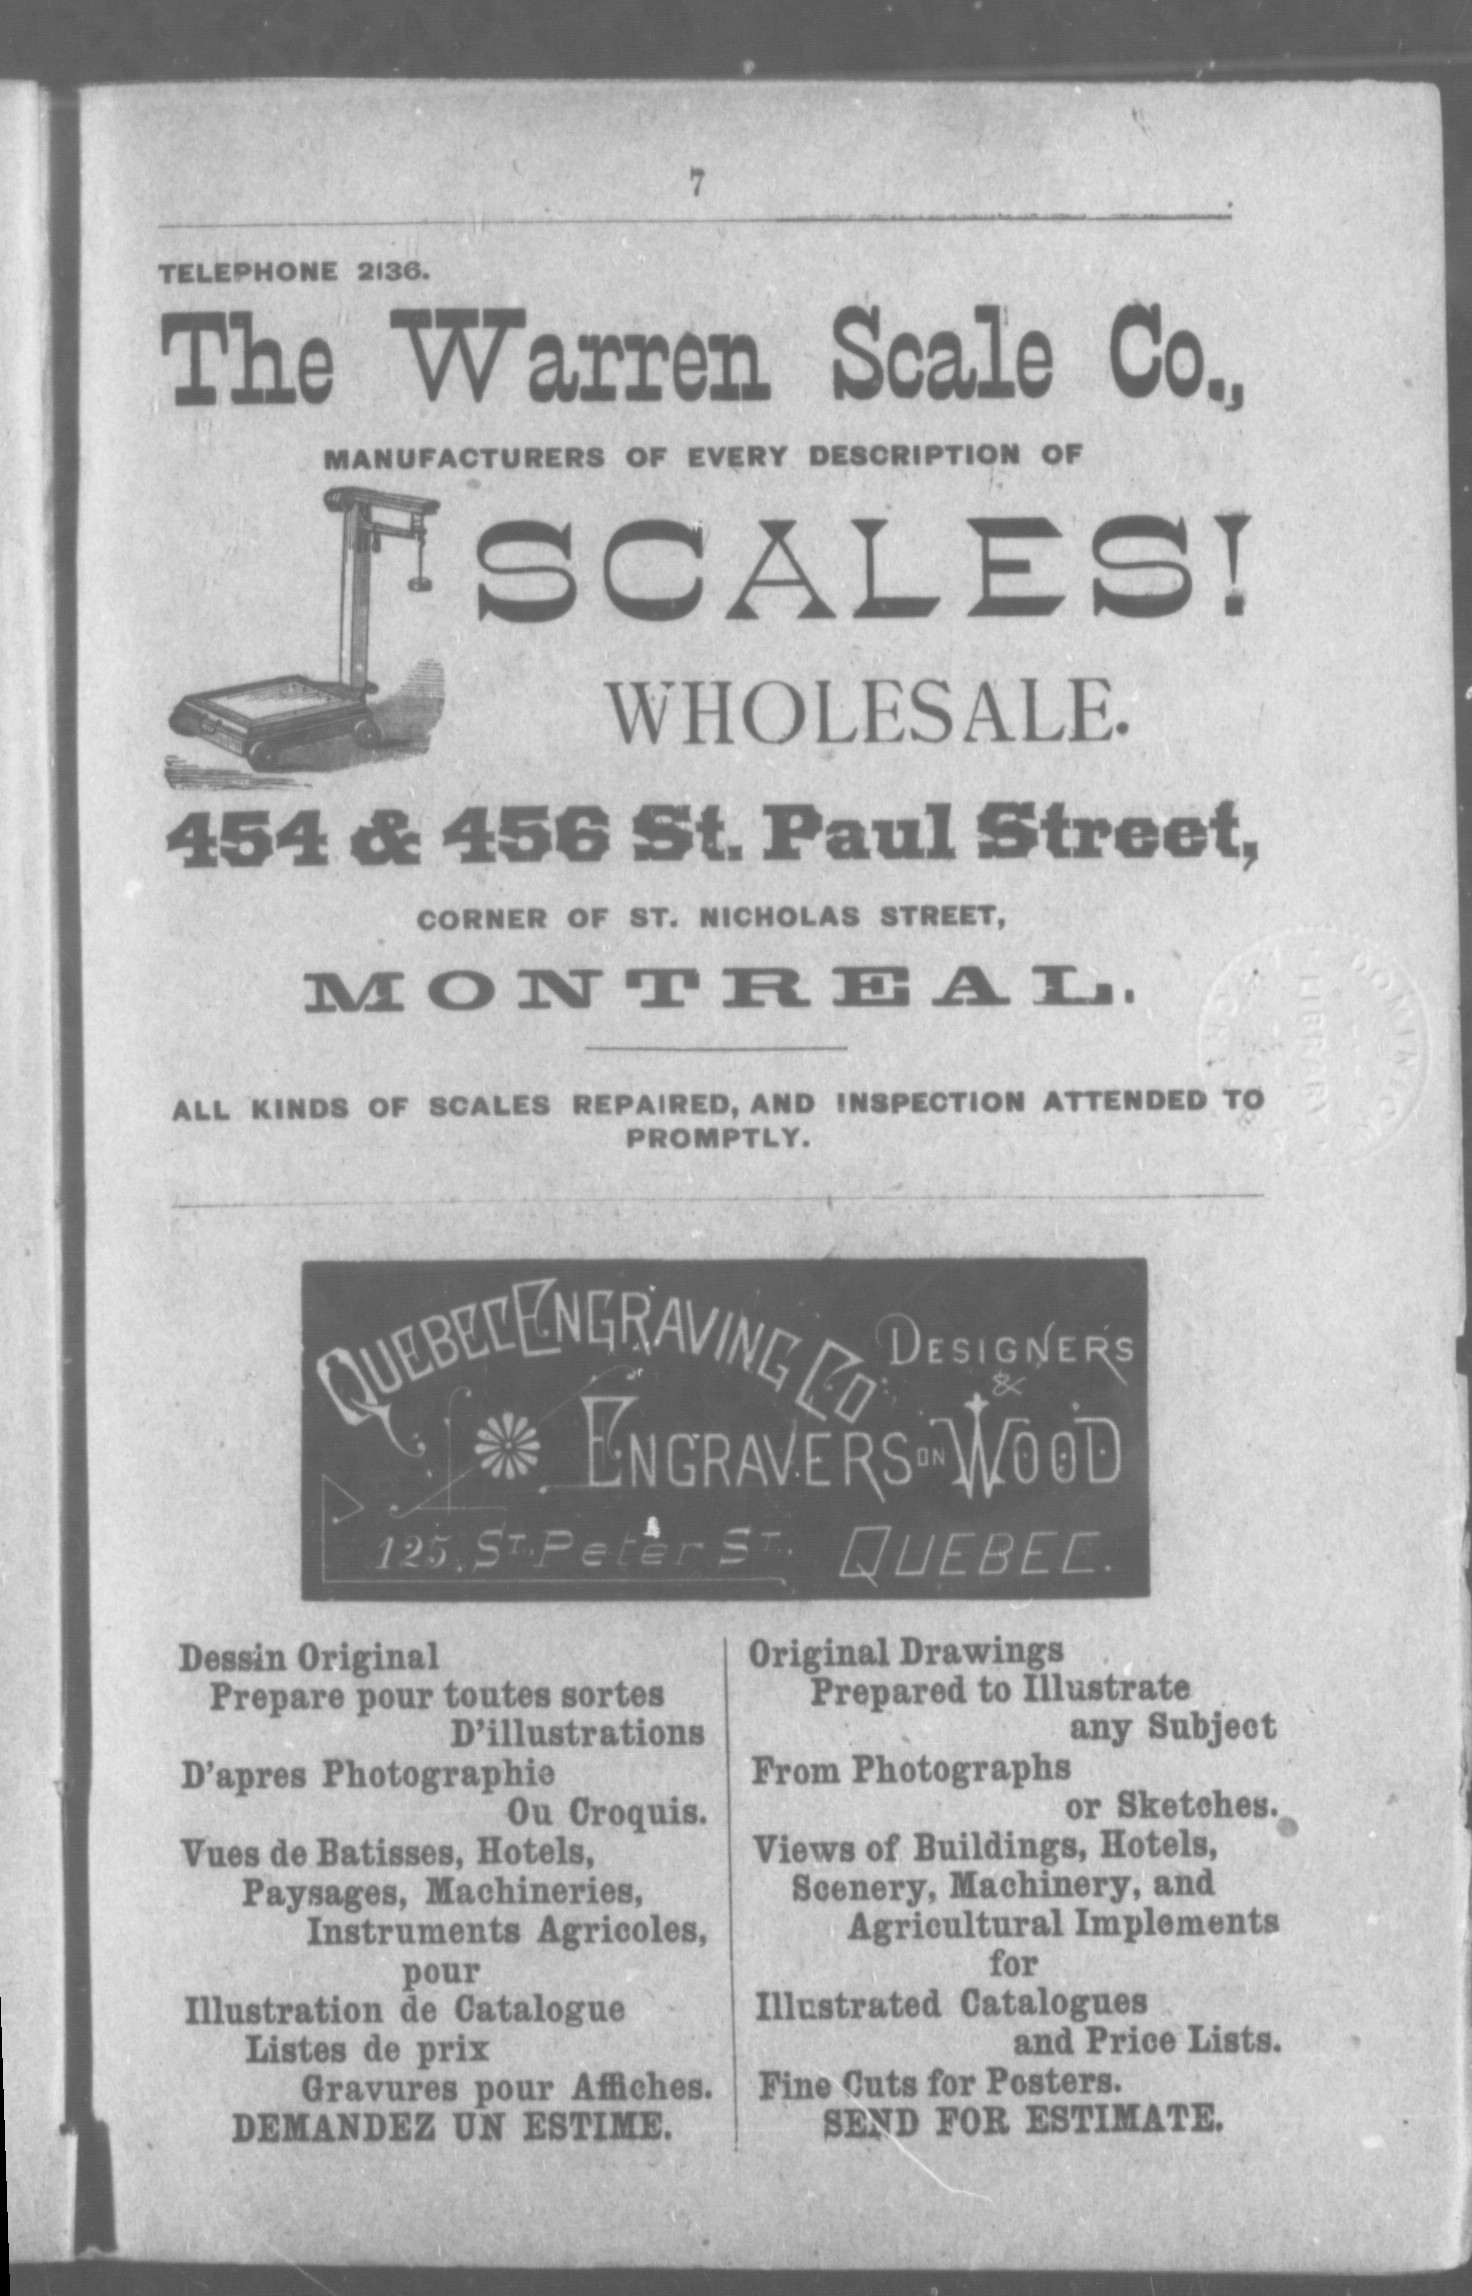 7
TELEPHONE 2136.
The Warren Scale Co.,
MANUFACTURERS OF EVERY DESCRIPTION OF
SCALES!
WHOLESALE.
454 & 456 St. Paul Street,
CORNER OF ST. NICHOLAS STREET,
MONTREAL.
ALL KINDS OF SCALES REPAIRED, AND INSPECTION ATTENDED TO
PROMPTLY.
QUEBEC ENGRAVING CO
DESIGNERS
&
ENGRAVERS ON WOOD
125. ST. Peter ST. QUEBEC.
Dessin Original
Prepare pour toutes sortes
D'illustrations
D'apres Photographie
Ou Croquis.
Vues de Batisses, Hotels,
Paysages, Machineries,
Instruments Agricoles,
pour
Illustration de Catalogue
Listes de prix
Gravures pour Affiches.
DEMANDEZ UN ESTIME.
Original Drawings
Prepared to Illustrate
any Subject
From Photographs
or Sketches.
Views of Buildings, Hotels,
Scenery, Machinery, and
Agricultural Implements
for
Illustrated Catalogues
and Price Lists.
Fine Cuts for Posters.
SEND FOR ESTIMATE.
LIBRARY